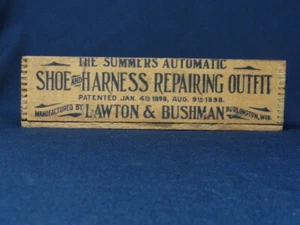 THE SUMMERS AUTOMATIC
SHOE AND HARNESS REPAIRING OUTFIT
PATENTED JAN. 4TH 1898, AUG. 9TH 1898.
MANUFACTURED BY LAWTON & BUSHMAN BURLINGTON, WIS.